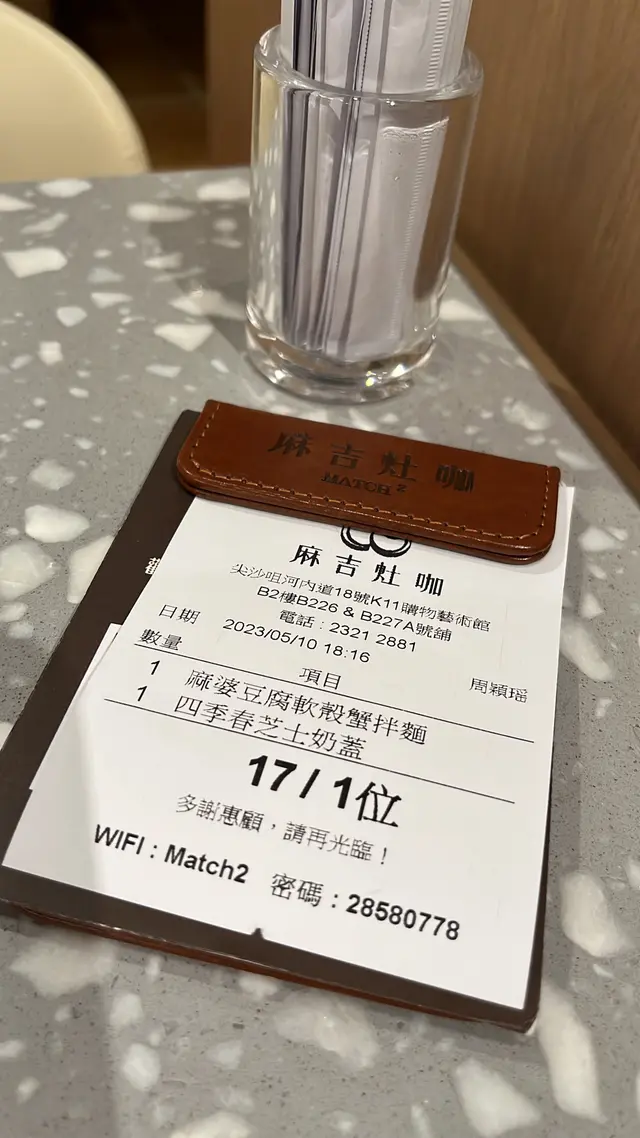 麻吉灶咖
MATCH 2
麻吉灶咖
尖沙咀河內道18號K11購物藝術館
B2樓B226 & B227A號舖
電話：2321 2881
日期 2023/05/10 18:16
數量 項目 周穎瑶
1 麻婆豆腐軟殼蟹拌麵
1 四季春芝士奶蓋
17 / 1位
多謝惠顧，請再光臨！
WIFI : Match2 密碼：28580778